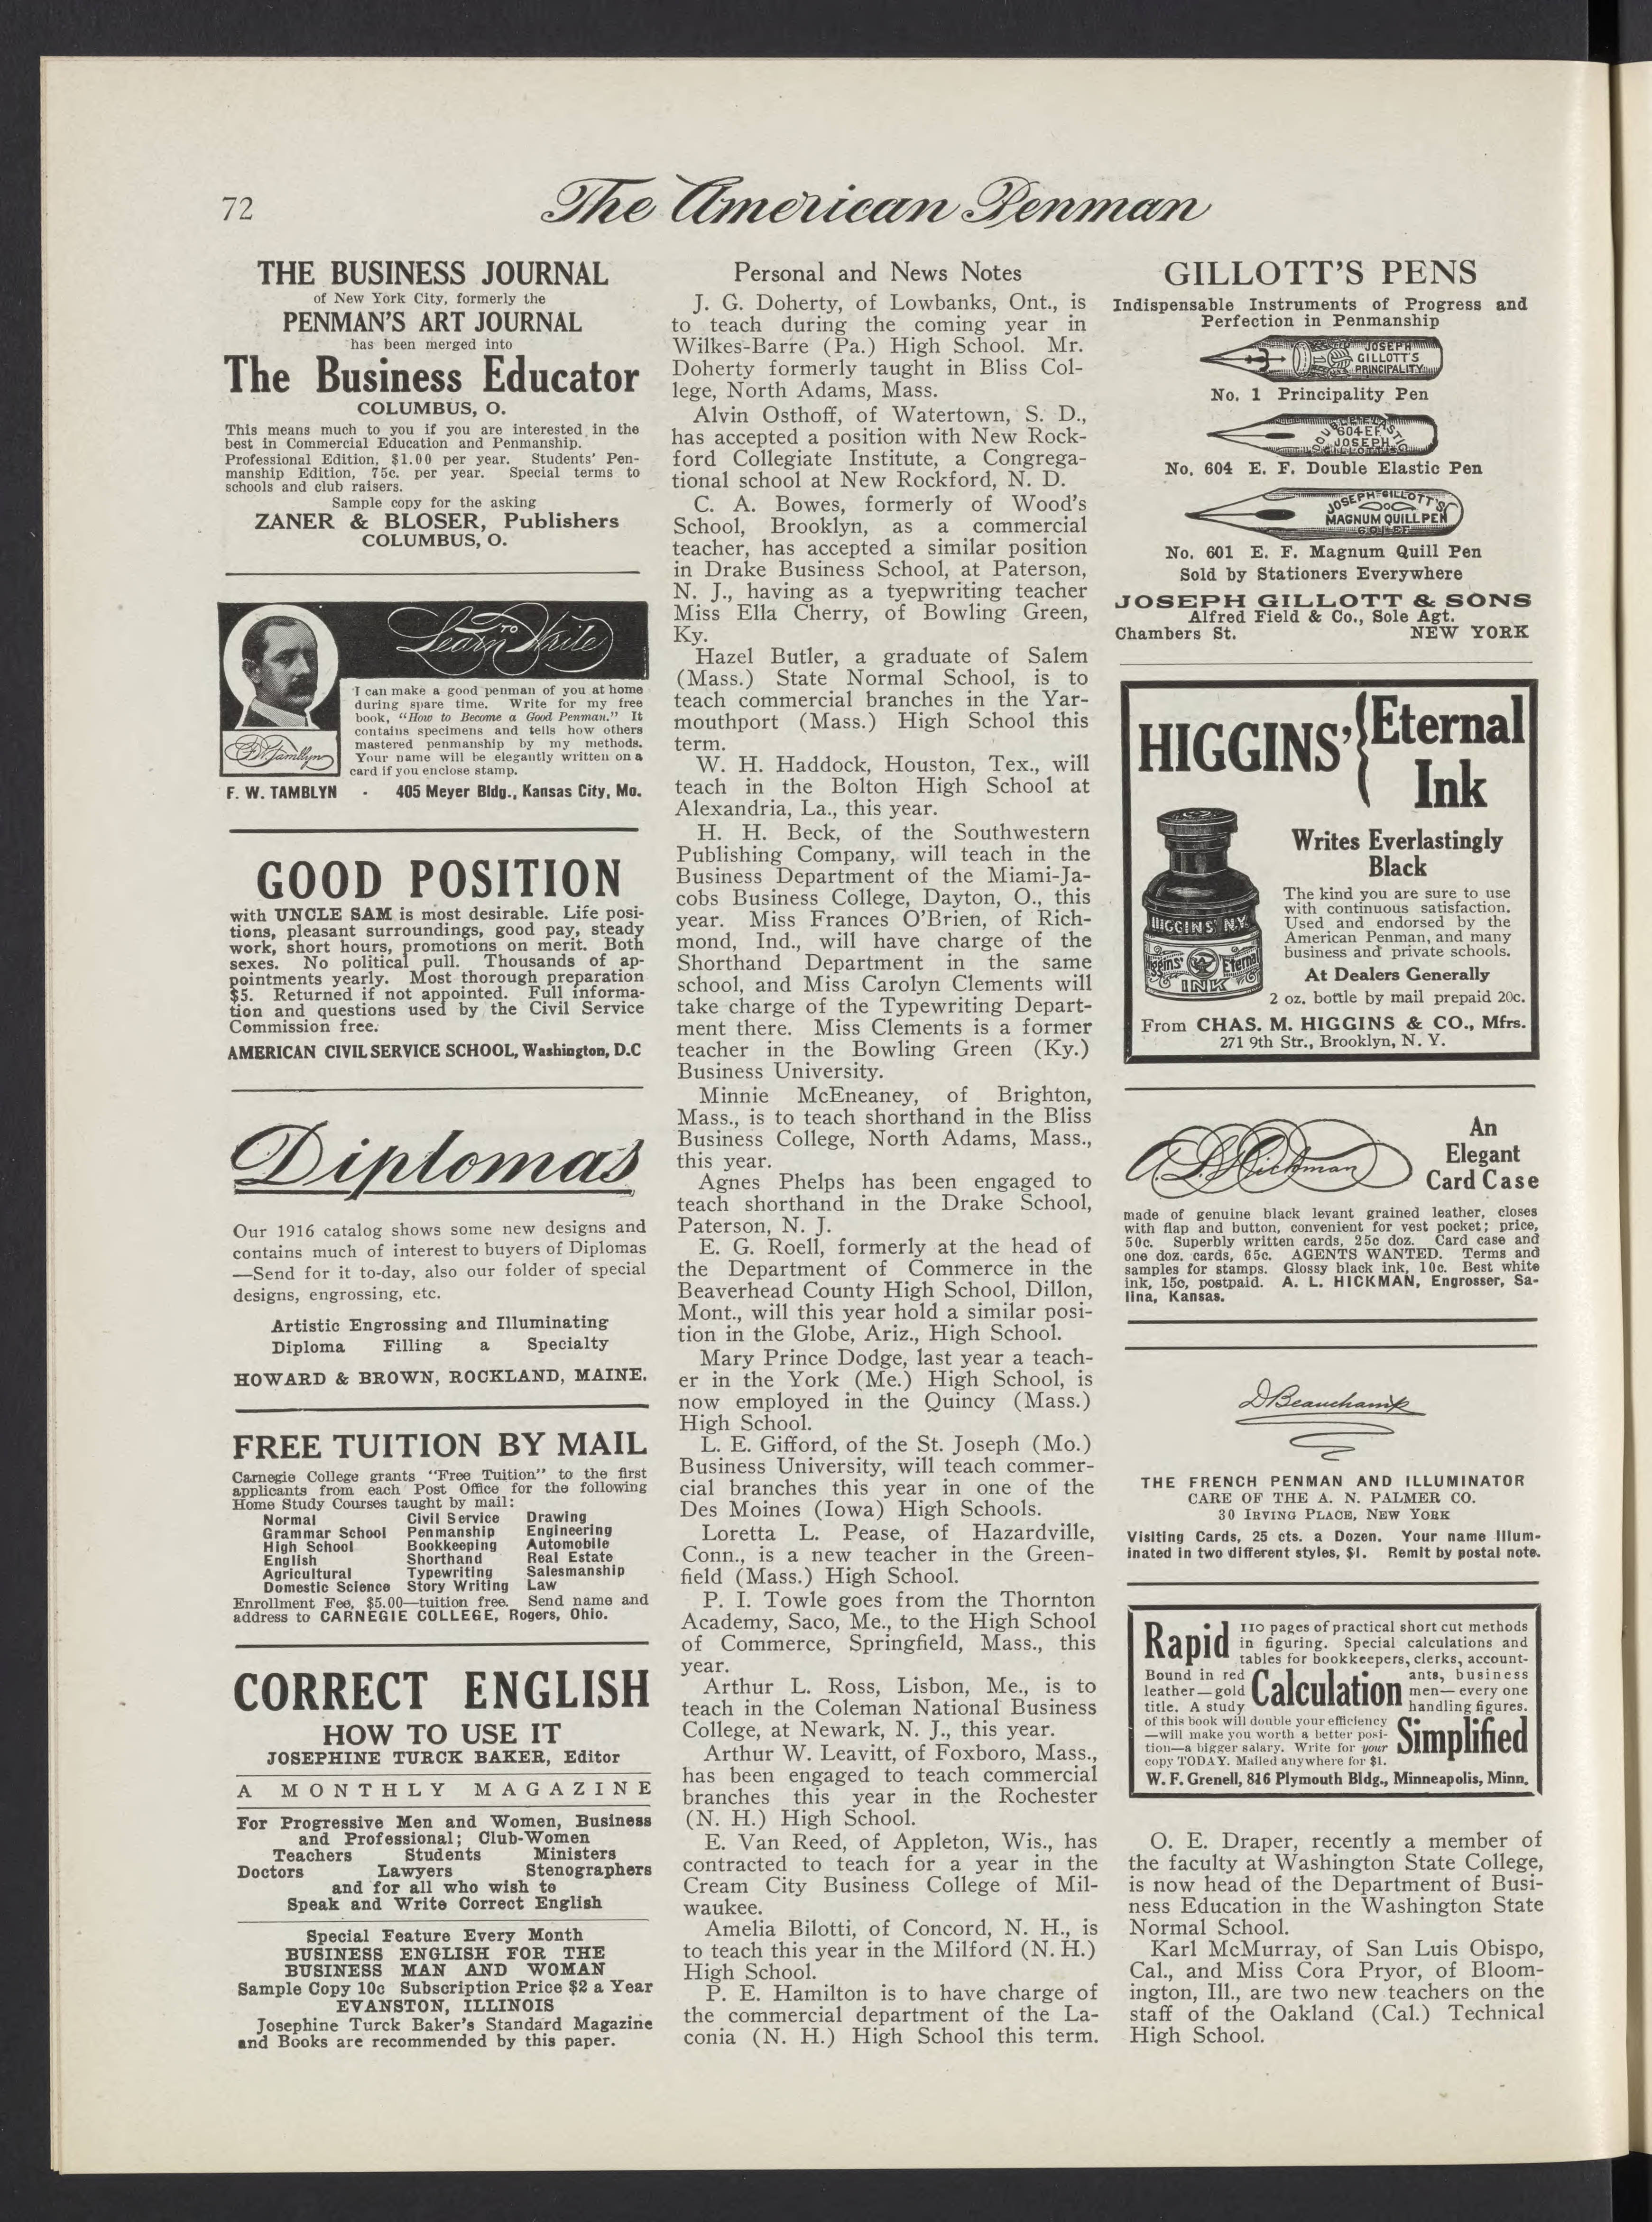 72
The American Penman
THE BUSINESS JOURNAL
of New York City, formerly the
PENMAN'S ART JOURNAL
has been merged into
The Business Educator
COLUMBUS, O.
This means much to you if you are interested in the
best in Commercial Education and Penmanship.
Professional Edition, $1.00 per year. Students' Pen-
manship Edition, 75c. per year. Special terms to
schools and club raisers.
Sample copy for the asking
ZANER & BLOSER, Publishers
COLUMBUS, O.
Learn TO Write
I can make a good penman of you at home
during spare time. Write for my free
book, "How to Become a Good Penman." It
contains specimens and tells how others
mastered penmanship by my methods.
Your name will be elegantly written on a
card if you enclose stamp.
F. W. Tamblyn
F. W. TAMBLYN - 405 Meyer Bldg., Kansas City, Mo.
GOOD POSITION
with UNCLE SAM is most desirable. Life posi-
tions, pleasant surroundings, good pay, steady
work, short hours, promotions on merit. Both
sexes. No political pull. Thousands of ap-
pointments yearly. Most thorough preparation
$5. Returned if not appointed. Full informa-
tion and questions used by the Civil Service
Commission free.
AMERICAN CIVIL SERVICE SCHOOL, Washington, D.C
Diplomas
Our 1916 catalog shows some new designs and
contains much of interest to buyers of Diplomas
—Send for it to-day, also our folder of special
designs, engrossing, etc.
Artistic Engrossing and Illuminating
Diploma Filling a Specialty
HOWARD & BROWN, ROCKLAND, MAINE.
FREE TUITION BY MAIL
Carnegie College grants "Free Tuition" to the first
applicants from each Post Office for the following
Home Study Courses taught by mail:
Normal Civil Service Drawing
Grammar School Penmanship Engineering
High School Bookkeeping Automobile
English Shorthand Real Estate
Agricultural Typewriting Salesmanship
Domestic Science Story Writing Law
Enrollment Fee, $5.00—tuition free. Send name and
address to CARNEGIE COLLEGE, Rogers, Ohio.
CORRECT ENGLISH
HOW TO USE IT
JOSEPHINE TURCK BAKER, Editor
A MONTHLY MAGAZINE
For Progressive Men and Women, Business
and Professional; Club-Women
Teachers Students Ministers
Doctors Lawyers Stenographers
and for all who wish to
Speak and Write Correct English
Special Feature Every Month
BUSINESS ENGLISH FOR THE
BUSINESS MAN AND WOMAN
Sample Copy 10c Subscription Price $2 a Year
EVANSTON, ILLINOIS
Josephine Turck Baker's Standard Magazine
and Books are recommended by this paper.
Personal and News Notes
J. G. Doherty, of Lowbanks, Ont., is
to teach during the coming year in
Wilkes-Barre (Pa.) High School. Mr.
Doherty formerly taught in Bliss Col-
lege, North Adams, Mass.
Alvin Osthoff, of Watertown, S. D.,
has accepted a position with New Rock-
ford Collegiate Institute, a Congrega-
tional school at New Rockford, N. D.
C. A. Bowes, formerly of Wood's
School, Brooklyn, as a commercial
teacher, has accepted a similar position
in Drake Business School, at Paterson,
N. J., having as a tyepwriting teacher
Miss Ella Cherry, of Bowling Green,
Ky.
Hazel Butler, a graduate of Salem
(Mass.) State Normal School, is to
teach commercial branches in the Yar-
mouthport (Mass.) High School this
term.
W. H. Haddock, Houston, Tex., will
teach in the Bolton High School at
Alexandria, La., this year.
H. H. Beck, of the Southwestern
Publishing Company, will teach in the
Business Department of the Miami-Ja-
cobs Business College, Dayton, O., this
year. Miss Frances O'Brien, of Rich-
mond, Ind., will have charge of the
Shorthand Department in the same
school, and Miss Carolyn Clements will
take charge of the Typewriting Depart-
ment there. Miss Clements is a former
teacher in the Bowling Green (Ky.)
Business University.
Minnie McEneaney, of Brighton,
Mass., is to teach shorthand in the Bliss
Business College, North Adams, Mass.,
this year.
Agnes Phelps has been engaged to
teach shorthand in the Drake School,
Paterson, N. J.
E. G. Roell, formerly at the head of
the Department of Commerce in the
Beaverhead County High School, Dillon,
Mont., will this year hold a similar posi-
tion in the Globe, Ariz., High School.
Mary Prince Dodge, last year a teach-
er in the York (Me.) High School, is
now employed in the Quincy (Mass.)
High School.
L. E. Gifford, of the St. Joseph (Mo.)
Business University, will teach commer-
cial branches this year in one of the
Des Moines (Iowa) High Schools.
Loretta L. Pease, of Hazardville,
Conn., is a new teacher in the Green-
field (Mass.) High School.
P. I. Towle goes from the Thornton
Academy, Saco, Me., to the High School
of Commerce, Springfield, Mass., this
year.
Arthur L. Ross, Lisbon, Me., is to
teach in the Coleman National Business
College, at Newark, N. J., this year.
Arthur W. Leavitt, of Foxboro, Mass.,
has been engaged to teach commercial
branches this year in the Rochester
(N. H.) High School.
E. Van Reed, of Appleton, Wis., has
contracted to teach for a year in the
Cream City Business College of Mil-
waukee.
Amelia Bilotti, of Concord, N. H., is
to teach this year in the Milford (N. H.)
High School.
P. E. Hamilton is to have charge of
the commercial department of the La-
conia (N. H.) High School this term.
GILLOTT'S PENS
Indispensable Instruments of Progress and
Perfection in Penmanship
JOSEPH
GILLOTT'S
PRINCIPALITY
No. 1 Principality Pen
604 E.F.
JOSEPH
No. 604 E. F. Double Elastic Pen
JOSEPH GILLOTT'S
MAGNUM QUILL PEN
601 E F
No. 601 E. F. Magnum Quill Pen
Sold by Stationers Everywhere
JOSEPH GILLOTT & SONS
Alfred Field & Co., Sole Agt.
Chambers St. NEW YORK
HIGGINS' Eternal
Ink
HIGGINS' N.Y.
Higgins' Eternal
INK
Writes Everlastingly
Black
The kind you are sure to use
with continuous satisfaction.
Used and endorsed by the
American Penman, and many
business and private schools.
At Dealers Generally
2 oz. bottle by mail prepaid 20c.
From CHAS. M. HIGGINS & CO., Mfrs.
271 9th Str., Brooklyn, N. Y.
A. L. Hickman
An
Elegant
Card Case
made of genuine black levant grained leather, closes
with flap and button, convenient for vest pocket; price,
50c. Superbly written cards, 25c doz. Card case and
one doz. cards, 65c. AGENTS WANTED. Terms and
samples for stamps. Glossy black ink, 10c. Best white
ink, 15c, postpaid. A. L. HICKMAN, Engrosser, Sa-
lina, Kansas.
D Beauchamp
THE FRENCH PENMAN AND ILLUMINATOR
CARE OF THE A. N. PALMER CO.
30 IRVING PLACE, NEW YORK
Visiting Cards, 25 cts. a Dozen. Your name Illum-
inated in two different styles, $1. Remit by postal note.
Rapid
110 pages of practical short cut methods
in figuring. Special calculations and
tables for bookkeepers, clerks, account-
ants, business
men—every one
handling figures.
Calculation
Bound in red
leather—gold
title. A study
of this book will double your efficiency
—will make you worth a better posi-
tion—a bigger salary. Write for your
copy TODAY. Mailed anywhere for $1.
Simplified
W. F. Grenell, 816 Plymouth Bldg., Minneapolis, Minn.
O. E. Draper, recently a member of
the faculty at Washington State College,
is now head of the Department of Busi-
ness Education in the Washington State
Normal School.
Karl McMurray, of San Luis Obispo,
Cal., and Miss Cora Pryor, of Bloom-
ington, Ill., are two new teachers on the
staff of the Oakland (Cal.) Technical
High School.